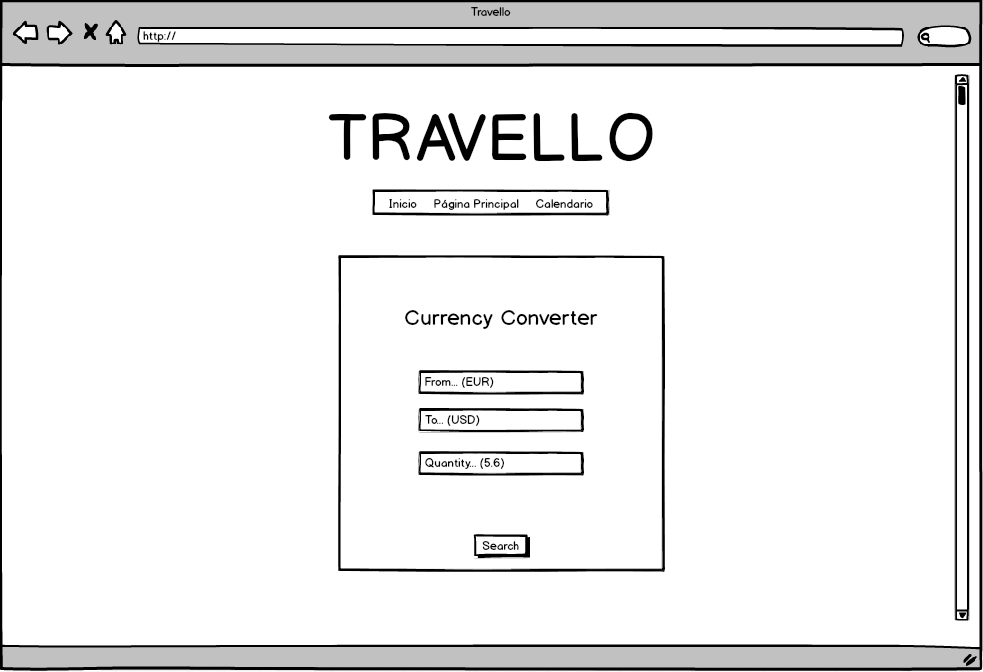 Travello
http://
TRAVELLO
Inicio Página Principal Calendario
Currency Converter
From... (EUR)
To... (USD)
Quantity... (5.6)
Search